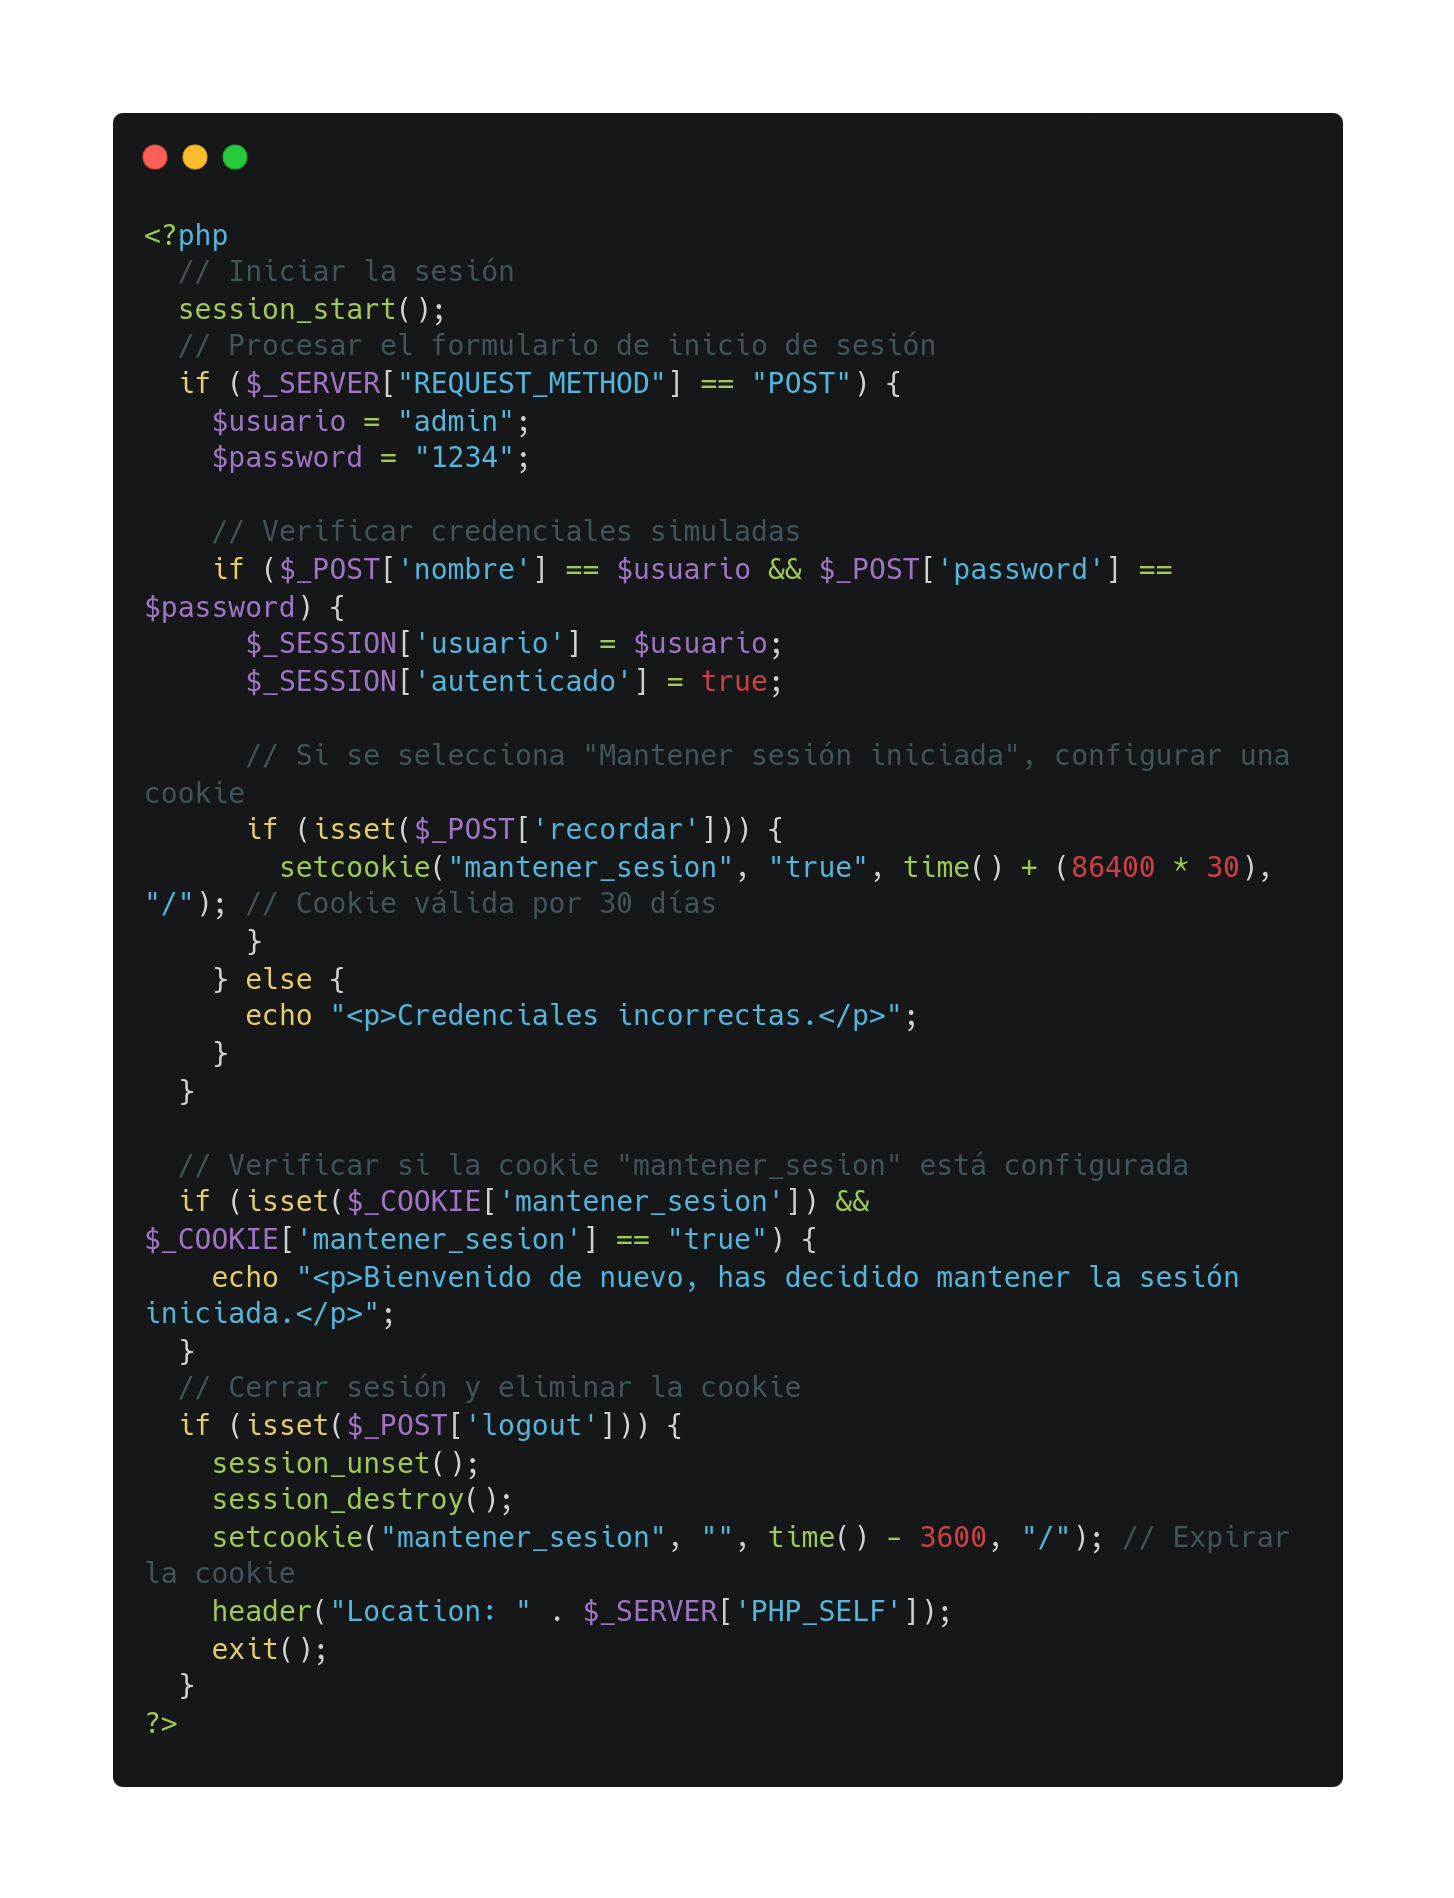 <?php
  // Iniciar la sesión
  session_start();
  // Procesar el formulario de inicio de sesión
  if ($_SERVER["REQUEST_METHOD"] == "POST") {
    $usuario = "admin";
    $password = "1234";

    // Verificar credenciales simuladas
    if ($_POST['nombre'] == $usuario && $_POST['password'] ==
$password) {
      $_SESSION['usuario'] = $usuario;
      $_SESSION['autenticado'] = true;

      // Si se selecciona "Mantener sesión iniciada", configurar una
cookie
      if (isset($_POST['recordar'])) {
        setcookie("mantener_sesion", "true", time() + (86400 * 30),
"/"); // Cookie válida por 30 días
      }
    } else {
      echo "<p>Credenciales incorrectas.</p>";
    }
  }

  // Verificar si la cookie "mantener_sesion" está configurada
  if (isset($_COOKIE['mantener_sesion']) &&
$_COOKIE['mantener_sesion'] == "true") {
    echo "<p>Bienvenido de nuevo, has decidido mantener la sesión
iniciada.</p>";
  }
  // Cerrar sesión y eliminar la cookie
  if (isset($_POST['logout'])) {
    session_unset();
    session_destroy();
    setcookie("mantener_sesion", "", time() - 3600, "/"); // Expirar
la cookie
    header("Location: " . $_SERVER['PHP_SELF']);
    exit();
  }
?>